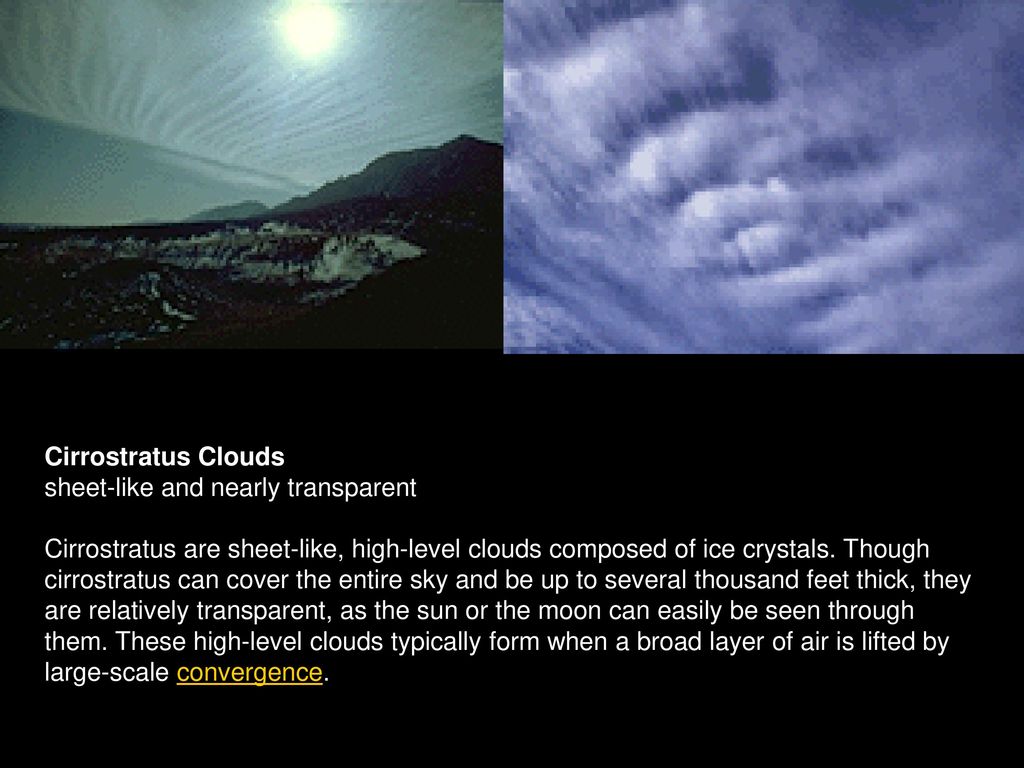 Cirrostratus Clouds
sheet-like and nearly transparent
Cirrostratus are sheet-like, high-level clouds composed of ice crystals. Though
cirrostratus can cover the entire sky and be up to several thousand feet thick, they
are relatively transparent, as the sun or the moon can easily be seen through
them. These high-level clouds typically form when a broad layer of air is lifted by
large-scale convergence.